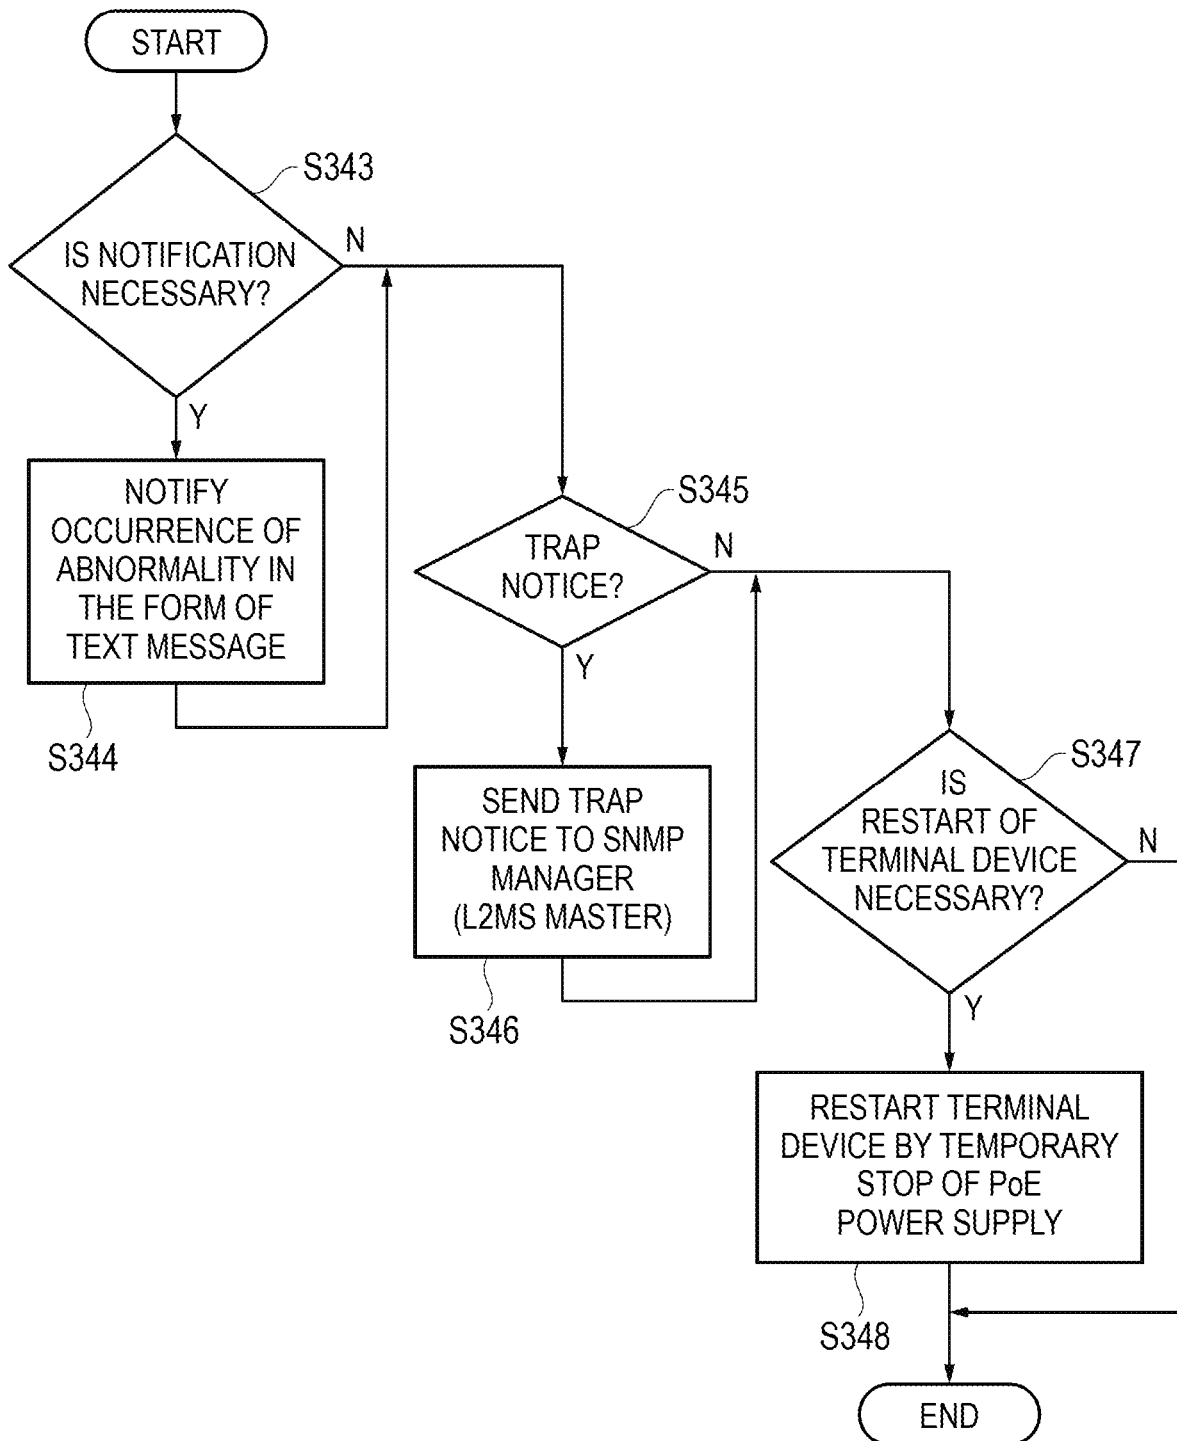 START
S343
IS NOTIFICATION
NECESSARY?
N
Y
NOTIFY
OCCURRENCE OF
ABNORMALITY IN
THE FORM OF
TEXT MESSAGE
S344
S345
TRAP
NOTICE?
N
Y
SEND TRAP
NOTICE TO SNMP
MANAGER
(L2MS MASTER)
S346
S347
IS
RESTART OF
TERMINAL DEVICE
NECESSARY?
N
Y
RESTART TERMINAL
DEVICE BY TEMPORARY
STOP OF PoE
POWER SUPPLY
S348
END